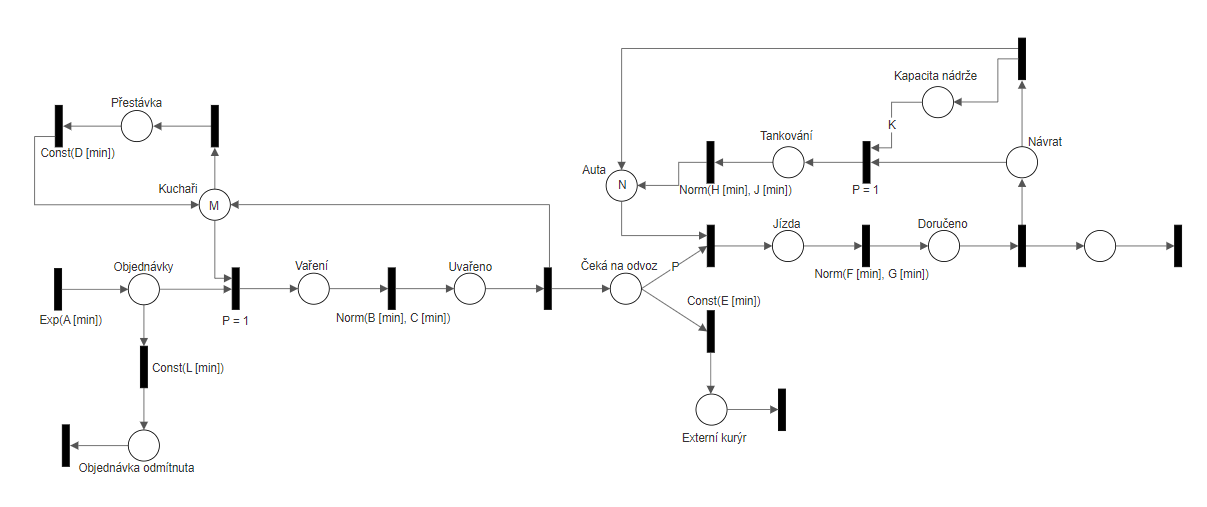 Kapacita nádrže
Přestávka
K
Tankování
Návrat
Const(D [min])
Auta
N
Norm(H [min], J [min])
P = 1
Kuchaři
M
Jízda
Doručeno
Objednávky
Vaření
Uvařeno
Čeká na odvoz
P
Norm(F [min], G [min])
Const(E [min])
Exp(A [min])
P = 1
Norm(B [min], C [min])
Const(L [min])
Externí kurýr
Objednávka odmítnuta